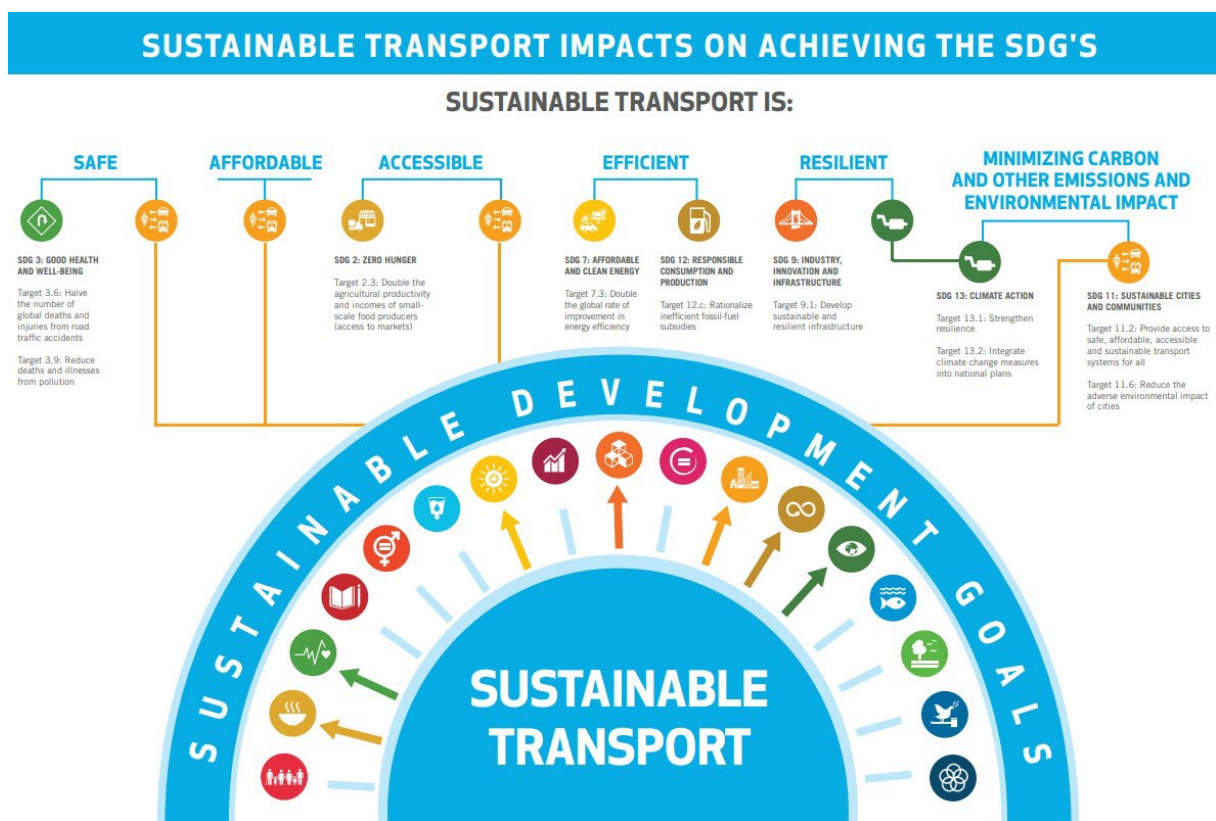 SUSTAINABLE TRANSPORT IMPACTS ON ACHIEVING THE SDG'S
SUSTAINABLE TRANSPORT IS:
SAFE
AFFORDABLE
ACCESSIBLE
EFFICIENT
RESILIENT
MINIMIZING CARBON
AND OTHER EMISSIONS AND
ENVIRONMENTAL IMPACT
SDG 3: GOOD HEALTH
AND WELL-BEING
Target 3.6: Halve
the number of
global deaths and
injuries from road
traffic accidents
Target 3.9: Reduce
deaths and illnesses
from pollution
SDG 2: ZERO HUNGER
Target 2.3: Double the
agricultural productivity
and incomes of small-
scale food producers
(access to markets)
SDG 7: AFFORDABLE
AND CLEAN ENERGY
Target 7.3: Double
the global rate of
improvement in
energy efficiency
SDG 12: RESPONSIBLE
CONSUMPTION AND
PRODUCTION
Target 12.c: Rationalize
inefficient fossil-fuel
subsidies
SDG 9: INDUSTRY,
INNOVATION AND
INFRASTRUCTURE
Target 9.1: Develop
sustainable and
resilient infrastructure
SDG 13: CLIMATE ACTION
Target 13.1: Strengthen
resilience
Target 13.2: Integrate
climate change measures
into national plans
SDG 11: SUSTAINABLE CITIES
AND COMMUNITIES
Target 11.2: Provide access to
safe, affordable, accessible
and sustainable transport
systems for all
Target 11.6: Reduce the
adverse environmental impact
of cities
SUSTAINABLE DEVELOPMENT GOALS
SUSTAINABLE
TRANSPORT